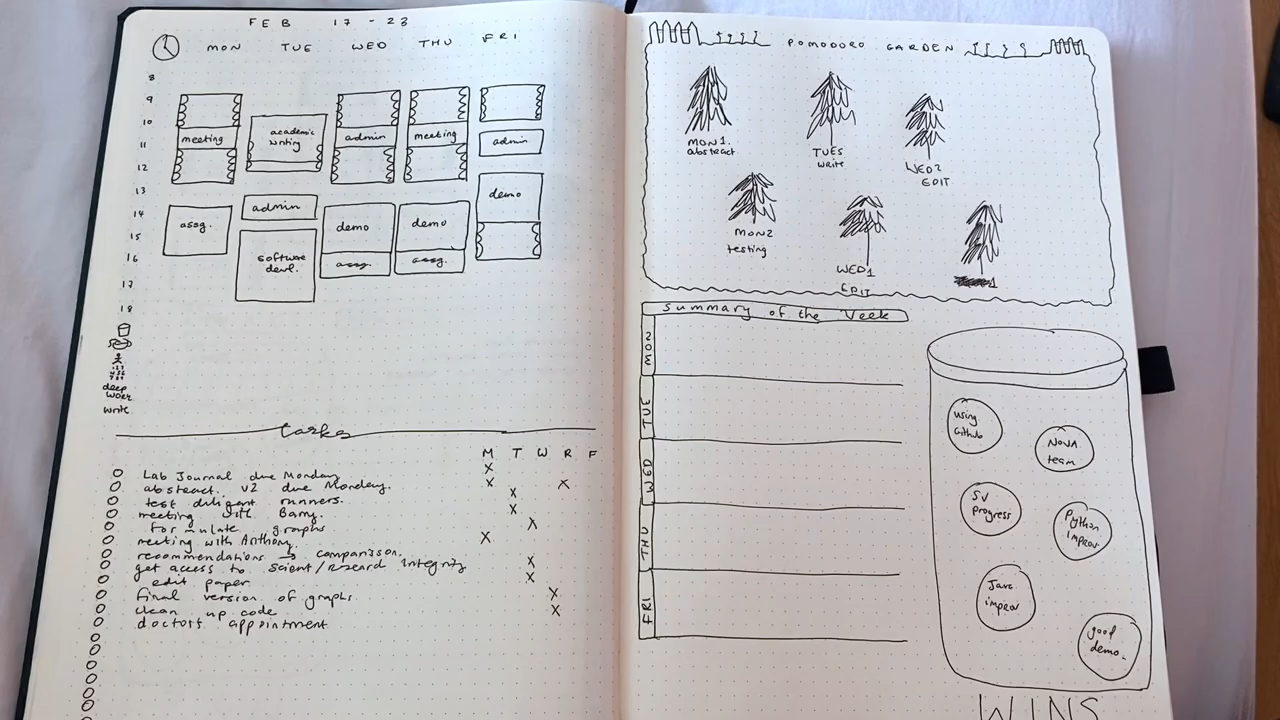 FEB 17 - 23
MON TUE WED THU FRI
8
9
10
11
12
13
14
15
16
17
18
meeting
academic
writing
admin
meeting
admin
assg.
admin
software
devl.
demo
assg.
demo
assg.
demo
deep
work
write
tasks
M T W R F
Lab Journal due Monday
abstract. v2 due Monday.
test diligent runners.
meeting with Bamy.
formulate graphs
meeting with Anthony.
recommendations → comparisson.
get access to scient/research integrity
edit paper
final version of graphs
clean up code
doctors appointment
POMODORO GARDEN
MON1.
abstract
TUES
write
WED2
EDIT
MON2
testing
WED1
EDIT
1
Summary of the Week
MON
TUE
WED
THU
FRI
using
Github
NOVA
team
SV
progress
Python
improv
Java
improv
good
demo
WINS